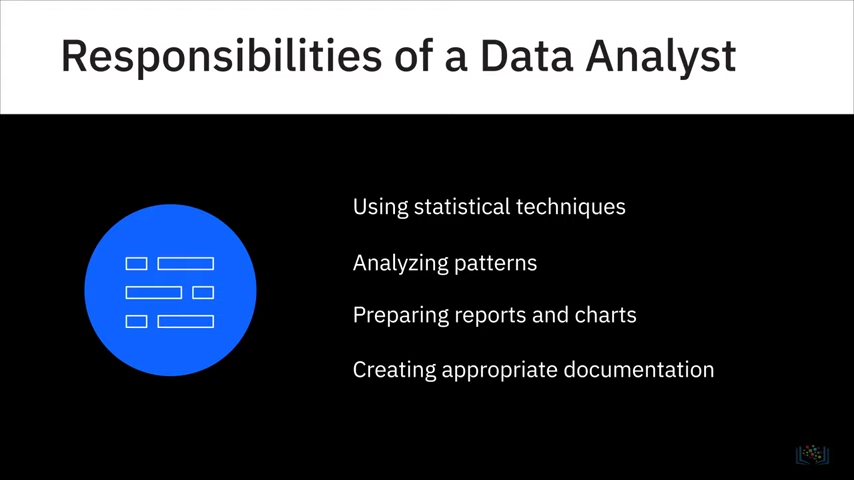 Responsibilities of a Data Analyst
Using statistical techniques
Analyzing patterns
Preparing reports and charts
Creating appropriate documentation